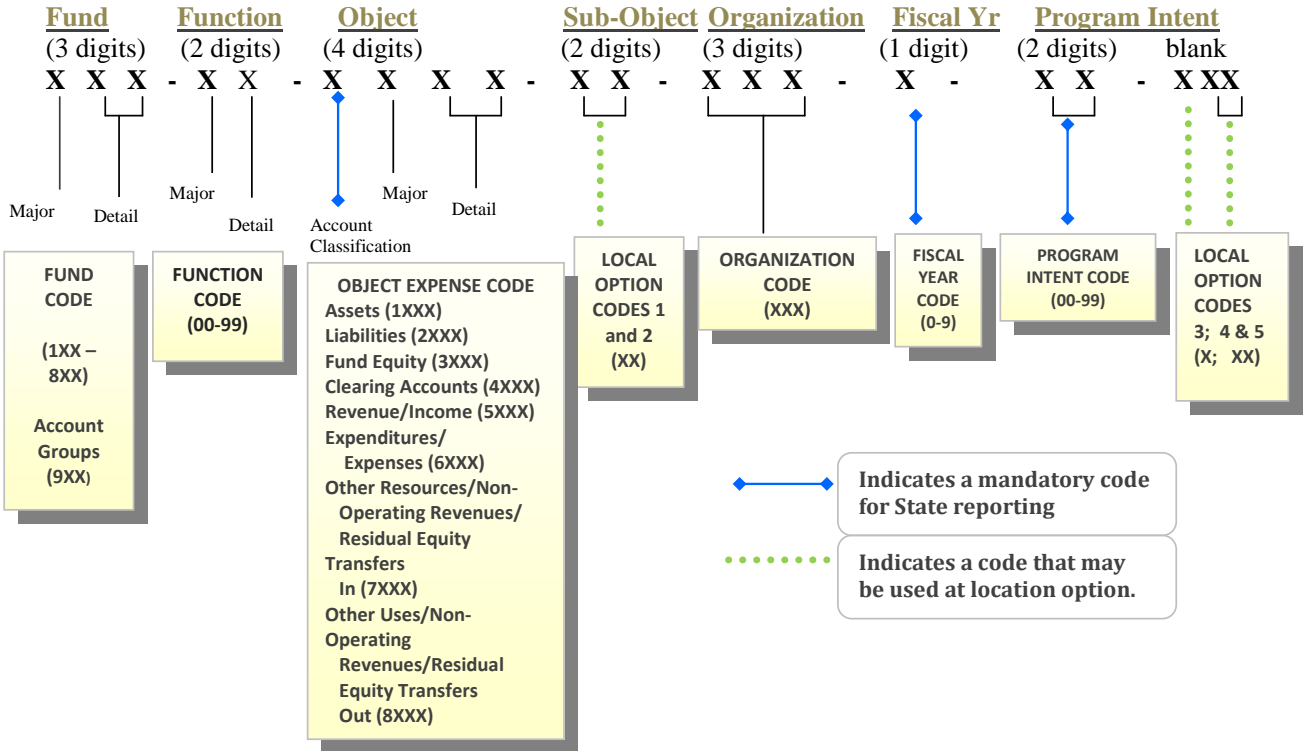 Fund Function Object Sub-Object Organization Fiscal Yr Program Intent
(3 digits) (2 digits) (4 digits) (2 digits) (3 digits) (1 digit) (2 digits) blank
X X X - X X - X X X X - X X - X X X - X - X X - X XX
Major
Detail
Major
Detail
Account
Classification
Major
Detail
FUND
CODE
(1XX –
8XX)
Account
Groups
(9XX)
FUNCTION
CODE
(00-99)
OBJECT EXPENSE CODE
Assets (1XXX)
Liabilities (2XXX)
Fund Equity (3XXX)
Clearing Accounts (4XXX)
Revenue/Income (5XXX)
Expenditures/
Expenses (6XXX)
Other Resources/Non-
Operating Revenues/
Residual Equity
Transfers
In (7XXX)
Other Uses/Non-
Operating
Revenues/Residual
Equity Transfers
Out (8XXX)
LOCAL
OPTION
CODES 1
and 2
(XX)
ORGANIZATION
CODE
(XXX)
FISCAL
YEAR
CODE
(0-9)
PROGRAM
INTENT CODE
(00-99)
LOCAL
OPTION
CODES
3; 4 & 5
(X; XX)
Indicates a mandatory code
for State reporting
Indicates a code that may
be used at location option.